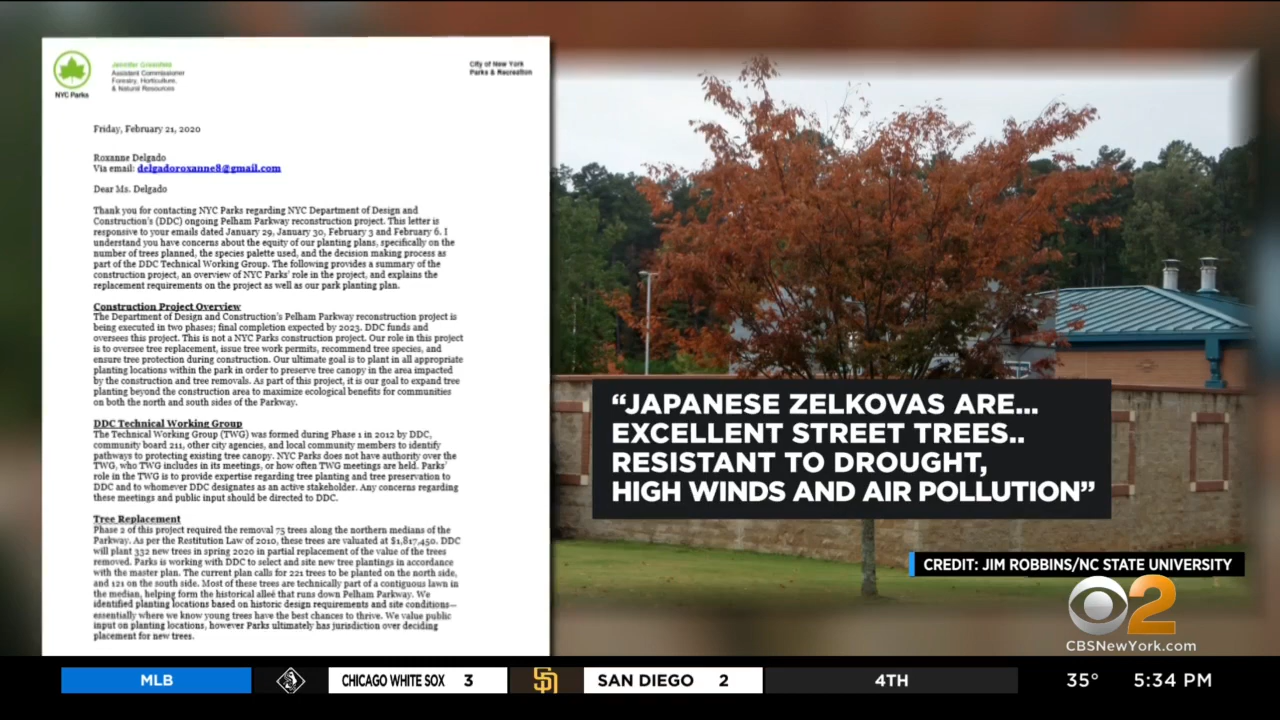 NYC Parks
Jennifer Greenfeld
Assistant Commissioner
Forestry, Horticulture,
& Natural Resources
City of New York
Parks & Recreation
Friday, February 21, 2020
Roxanne Delgado
Via email: delgadoroxanne8@gmail.com
Dear Ms. Delgado
Thank you for contacting NYC Parks regarding NYC Department of Design and
Construction's (DDC) ongoing Pelham Parkway reconstruction project. This letter is
responsive to your emails dated January 29, January 30, February 3 and February 6. I
understand you have concerns about the equity of our planting plans, specifically on the
number of trees planned, the species palette used, and the decision making process as
part of the DDC Technical Working Group. The following provides a summary of the
construction project, an overview of NYC Parks' role in the project, and explains the
replacement requirements on the project as well as our park planting plan.
Construction Project Overview
The Department of Design and Construction's Pelham Parkway reconstruction project is
being executed in two phases; final completion expected by 2023. DDC funds and
oversees this project. This is not a NYC Parks construction project. Our role in this project
is to oversee tree replacement, issue tree work permits, recommend tree species, and
ensure tree protection during construction. Our ultimate goal is to plant in all appropriate
planting locations within the park in order to preserve tree canopy in the area impacted
by the construction and tree removals. As part of this project, it is our goal to expand tree
planting beyond the construction area to maximize ecological benefits for communities
on both the north and south sides of the Parkway.
DDC Technical Working Group
The Technical Working Group (TWG) was formed during Phase 1 in 2012 by DDC,
community board 211, other city agencies, and local community members to identify
pathways to protecting existing tree canopy. NYC Parks does not have authority over the
TWG, who TWG includes in its meetings, or how often TWG meetings are held. Parks'
role in the TWG is to provide expertise regarding tree planting and tree preservation to
DDC and to whomever DDC designates as an active stakeholder. Any concerns regarding
these meetings and public input should be directed to DDC.
Tree Replacement
Phase 2 of this project required the removal 75 trees along the northern medians of the
Parkway. As per the Restitution Law of 2010, these trees are valued at $1,817,450. DDC
will plant 332 new trees in spring 2020 in partial replacement of the value of the trees
removed. Parks is working with DDC to select and site new tree plantings in accordance
with the master plan. The current plan calls for 221 trees to be planted on the north side,
and 121 on the south side. Most of these trees are technically part of a contiguous lawn in
the median, helping form the historical alleé that runs down Pelham Parkway. We
identified planting locations based on historic design requirements and site conditions—
essentially where we know young trees have the best chances to thrive. We value public
input on planting locations, however Parks ultimately has jurisdiction over deciding
placement for new trees.
“JAPANESE ZELKOVAS ARE...
EXCELLENT STREET TREES..
RESISTANT TO DROUGHT,
HIGH WINDS AND AIR POLLUTION”
CREDIT: JIM ROBBINS/NC STATE UNIVERSITY
2
CBSNewYork.com
MLB CHICAGO WHITE SOX 3 SD SAN DIEGO 2 4TH 35° 5:34 PM